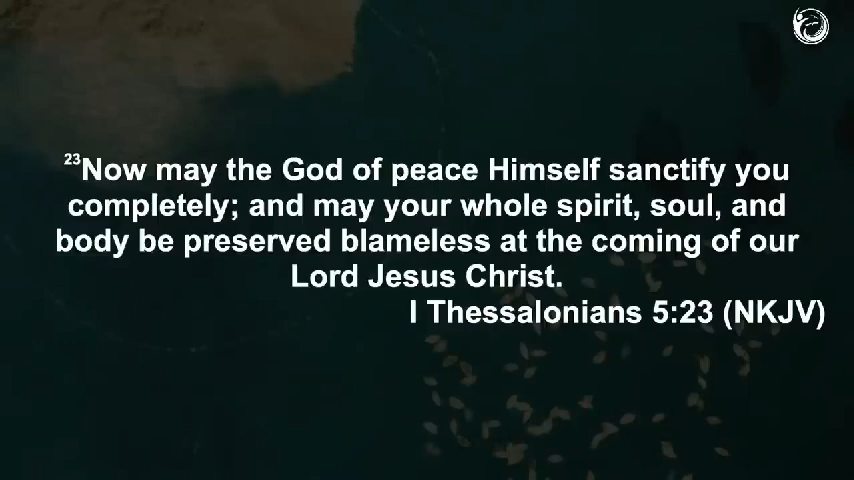 23Now may the God of peace Himself sanctify you
completely; and may your whole spirit, soul, and
body be preserved blameless at the coming of our
Lord Jesus Christ.
I Thessalonians 5:23 (NKJV)